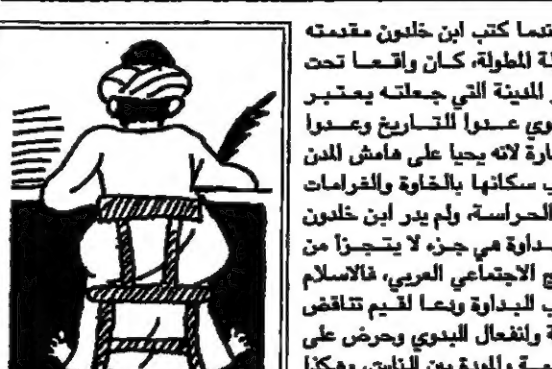 عندما كتب ابن خلدون مقدمته
المطولة، كان واقعا تحت
المدينة التي جعلته يعتبر
عدوا للتاريخ وعدوا
لانه يحيا على هامش المدن
سكانها بالخاوة والغرامات
الحراسة، ولم يدر ابن خلدون
هي جزء لا يتجزأ من
الاجتماعي العربي، فالاسلام
البداوة ودعا لقيم تناقض
وانفعال البدوي وحرض على
والمودة بين الناس، وهكذا